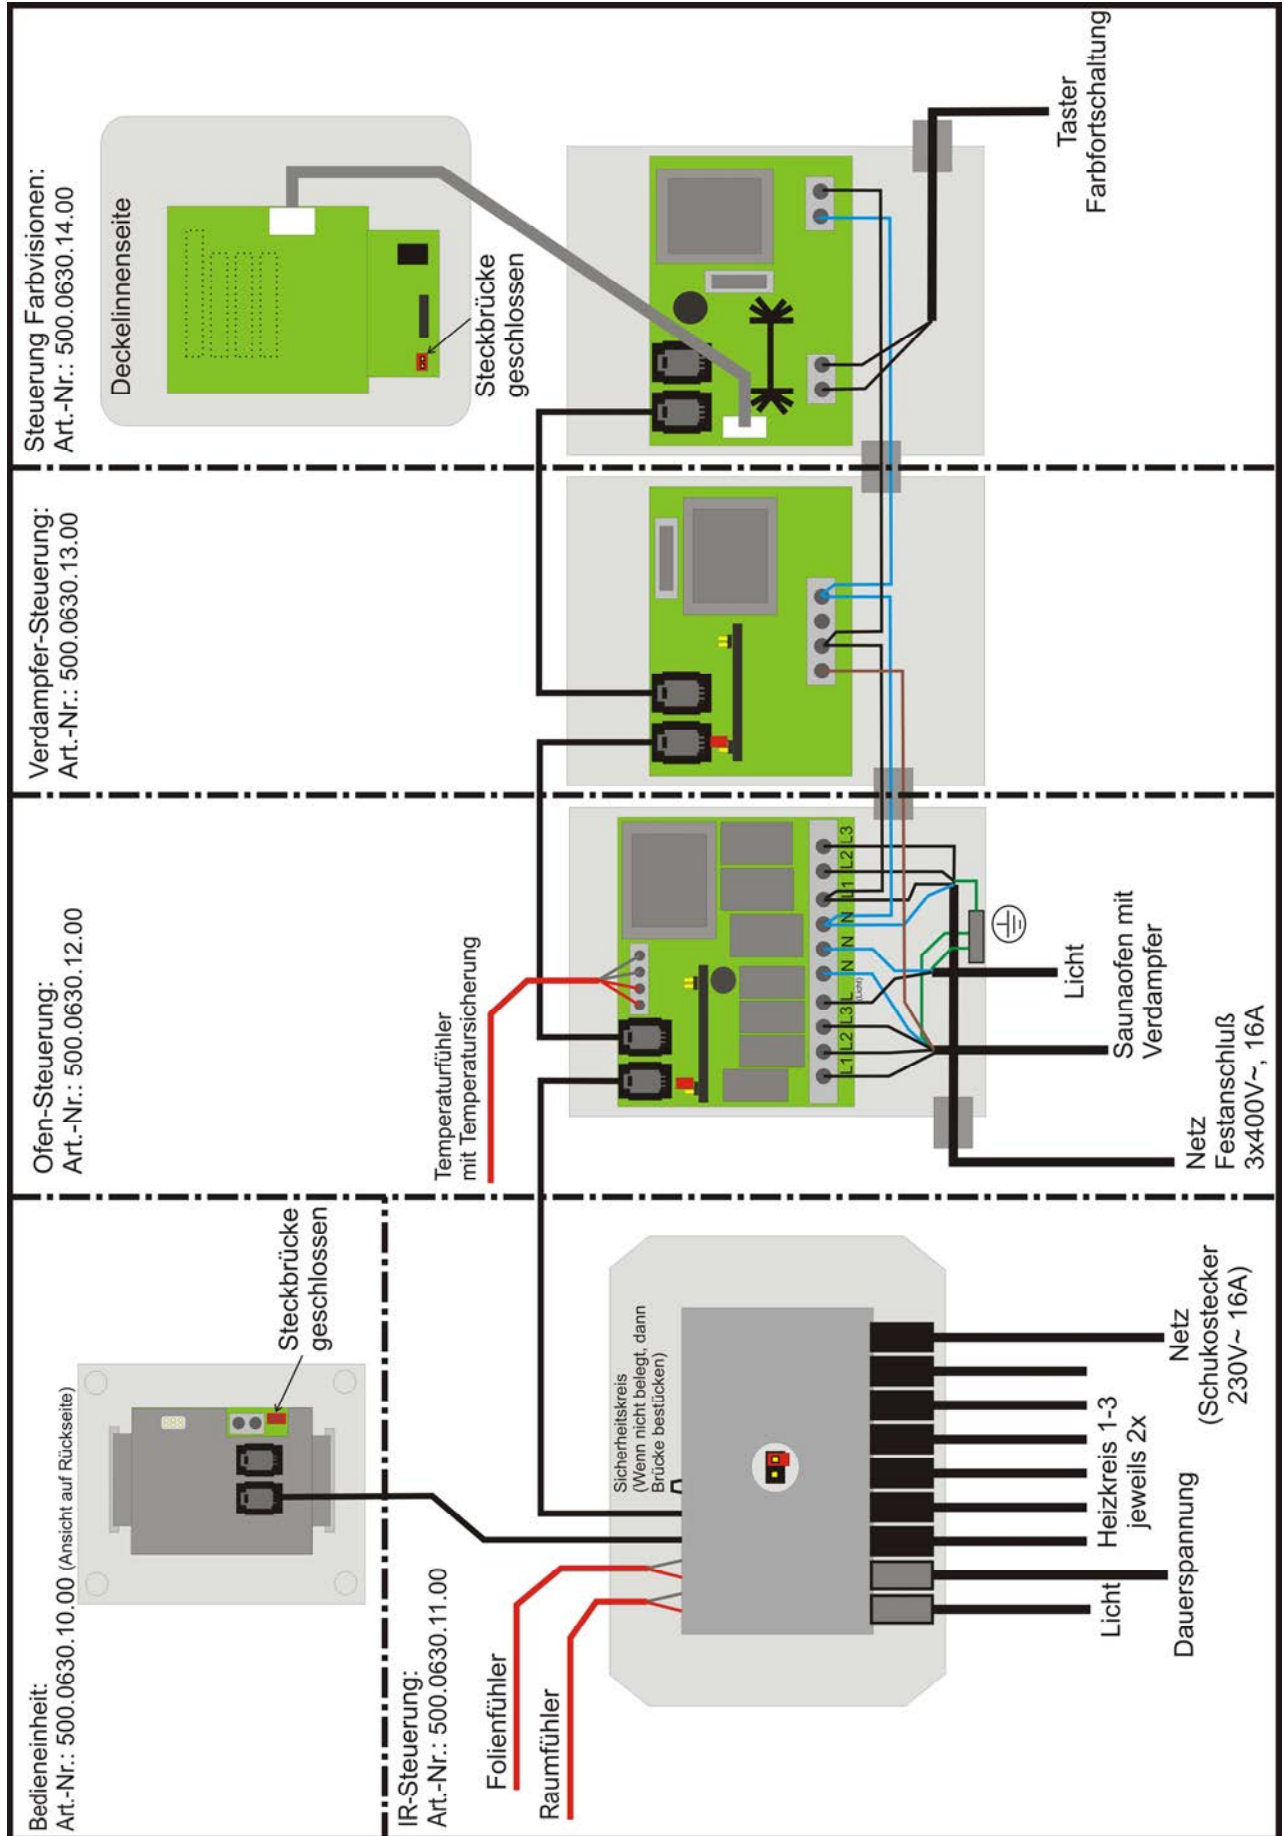 Bedieneinheit:
Art.-Nr.: 500.0630.10.00 (Ansicht auf Rückseite)
Steckbrücke
geschlossen
IR-Steuerung:
Art.-Nr.: 500.0630.11.00
Folienfühler
Raumfühler
Sicherheitskreis
(Wenn nicht belegt, dann
Brücke bestücken)
Licht
Dauerspannung
Heizkreis 1-3
jeweils 2x
Netz
(Schukostecker
230V~ 16A)
Ofen-Steuerung:
Art.-Nr.: 500.0630.12.00
Temperaturfühler
mit Temperatursicherung
L1 L2 L3 L N N N L1 L2 L3
(Licht)
Netz
Festanschluß
3x400V~, 16A
Saunaofen mit
Verdampfer
Licht
Verdampfer-Steuerung:
Art.-Nr.: 500.0630.13.00
Steuerung Farbvisionen:
Art.-Nr.: 500.0630.14.00
Deckelinnenseite
Steckbrücke
geschlossen
Taster
Farbfortschaltung